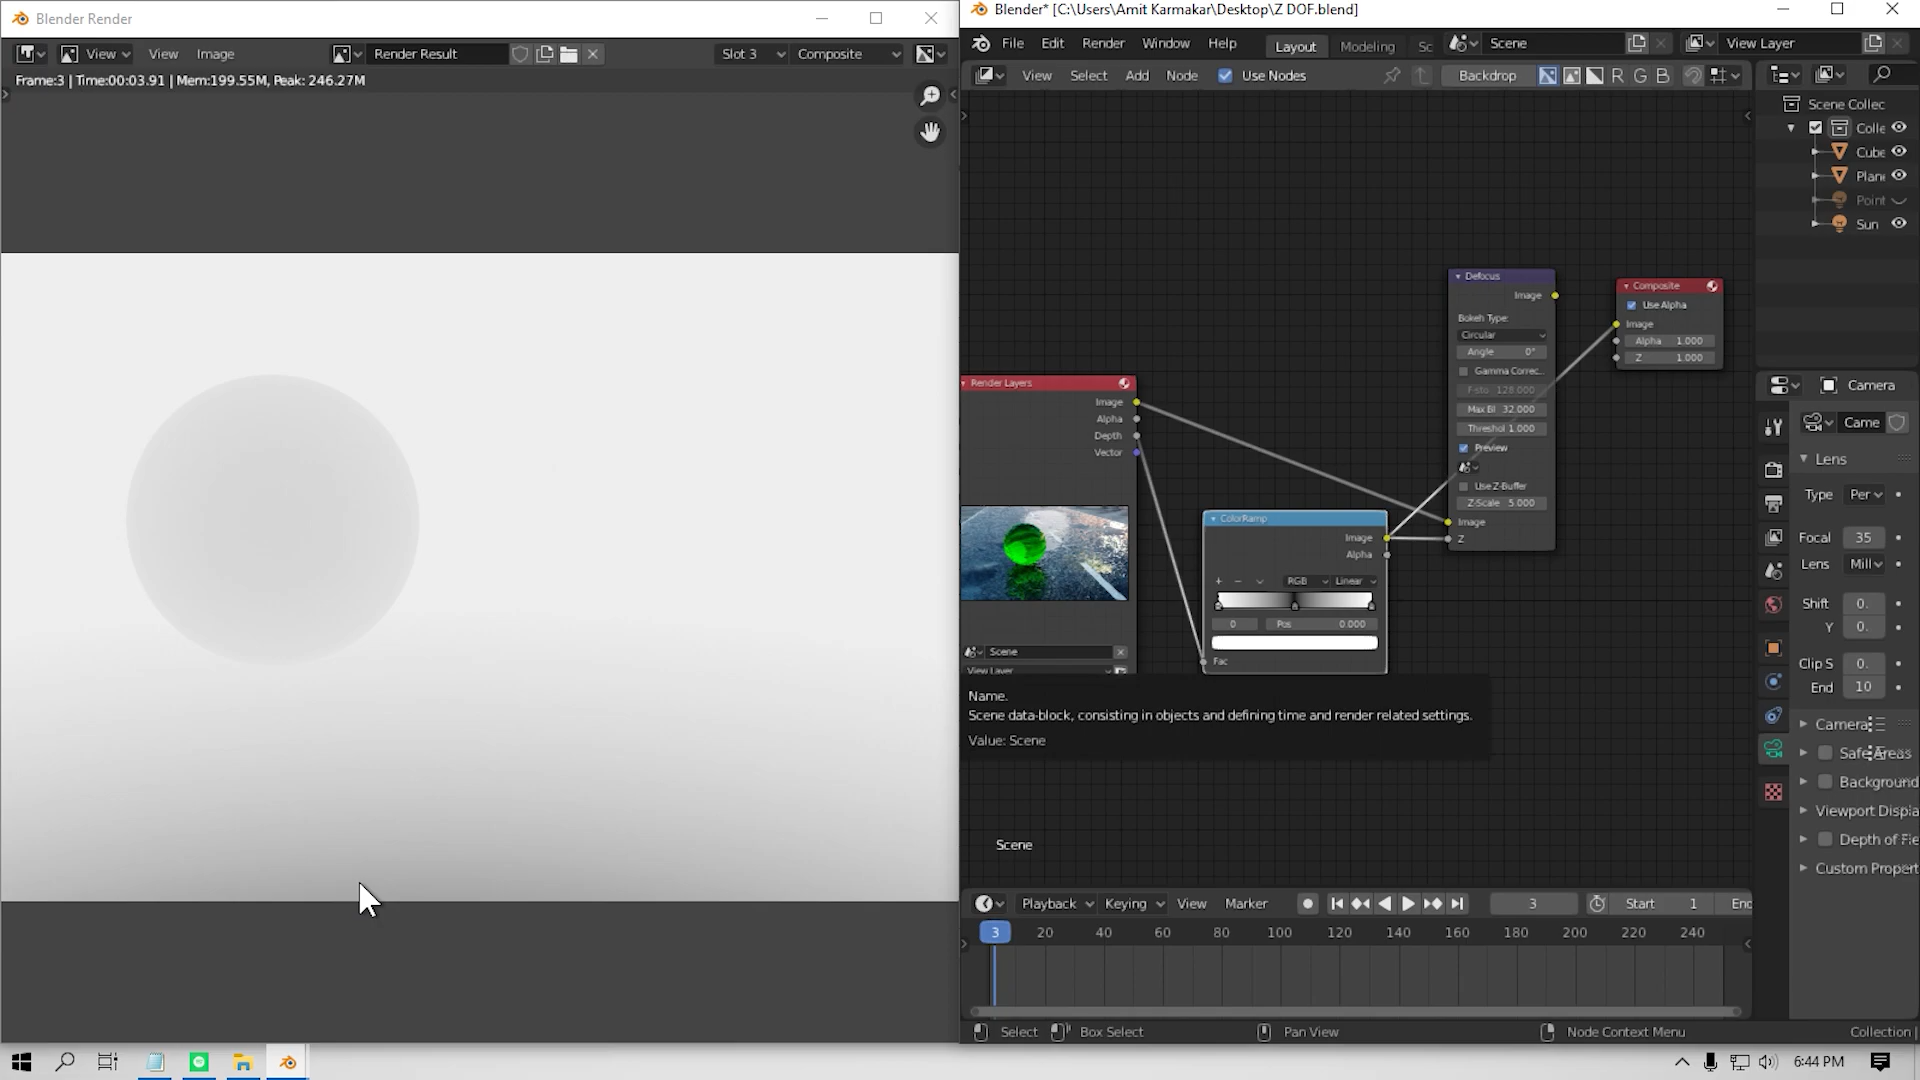 Blender Render
View View Image Render Result Slot 3 Composite
Frame:3 | Time:00:03.91 | Mem:199.55M, Peak: 246.27M
Blender* [C:\Users\Amit Karmakar\Desktop\Z DOF.blend]
File Edit Render Window Help Layout Modeling Sc Scene View Layer
View Select Add Node Use Nodes Backdrop R G B
Scene Collec
Colle
Cube
Plane
Point
Sun
Defocus
Image
Bokeh Type:
Circular
Angle 0°
Gamma Correc..
F-sto 128.000
Max Bl 32.000
Threshol 1.000
Preview
Use Z-Buffer
Z-Scale 5.000
Image
Z
Composite
Use Alpha
Image
Alpha 1.000
Z 1.000
Render Layers
Image
Alpha
Depth
Vector
Scene
View Layer
ColorRamp
Image
Alpha
RGB Linear
0 Pos 0.000
Fac
Name.
Scene data-block, consisting in objects and defining time and render related settings.
Value: Scene
Scene
Camera
Came
Lens
Type Per
Focal 35
Lens Mill
Shift 0.
Y 0.
Clip S 0.
End 10
Camera
Safe Areas
Background
Viewport Displa
Depth of Fie
Custom Propert
Playback Keying View Marker 3 Start 1 End
3 20 40 60 80 100 120 140 160 180 200 220 240
Select Box Select Pan View Node Context Menu Collection |
6:44 PM